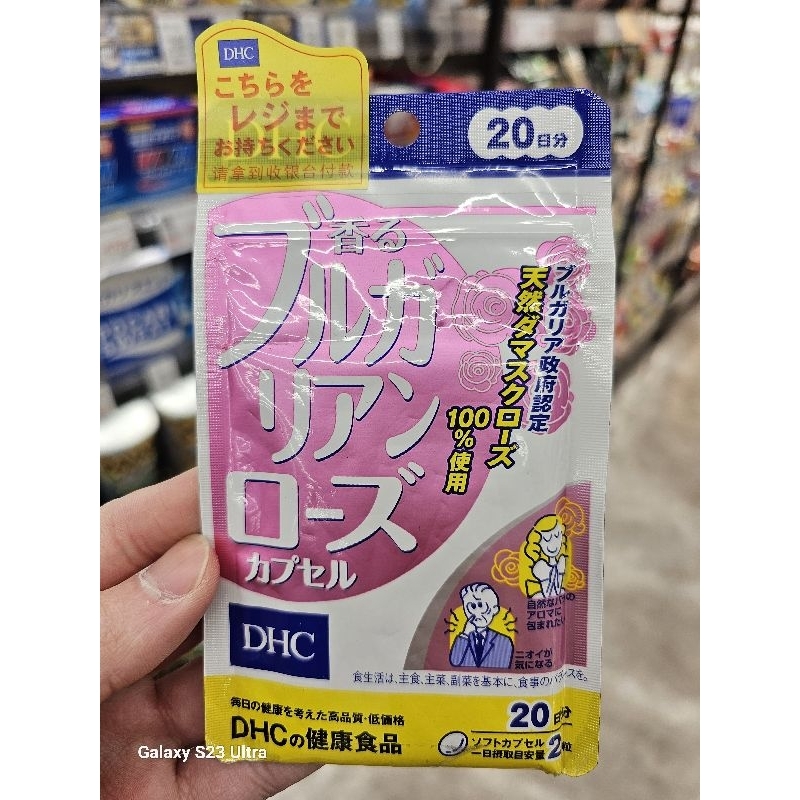 DHC
こちらを
レジまで
お持ちください
请拿到收银台付款
20日分
香る
ブルガ
リアン
ローズ
カプセル
ブルガリア政府認定
天然ダマスクローズ
100%使用
自然なバラの
アロマに
包まれたい
ニオイが
気になる
DHC
食生活は、主食、主菜、副菜を基本に、食事のバランスを。
毎日の健康を考えた高品質・低価格
DHCの健康食品
20日分
ソフトカプセル
一日摂取目安量 2粒
Galaxy S23 Ultra